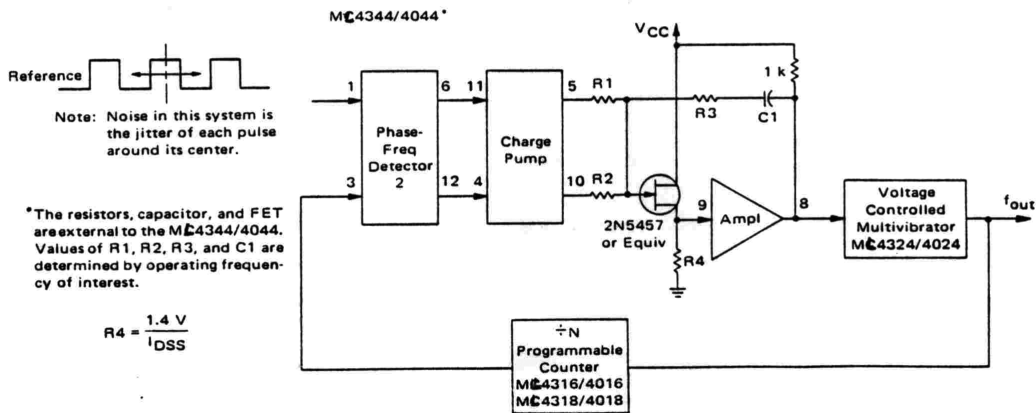 MC4344/4044*
Reference
Note: Noise in this system is
the jitter of each pulse
around its center.
*The resistors, capacitor, and FET
are external to the MC4344/4044.
Values of R1, R2, R3, and C1 are
determined by operating frequen-
cy of interest.
R4 = 1.4 V
IDSS
1
3
Phase-
Freq
Detector
2
6
12
11
4
Charge
Pump
5
10
R1
R2
VCC
1 k
R3
C1
2N5457
or Equiv
R4
9
Ampl
8
Voltage
Controlled
Multivibrator
MC4324/4024
fout
÷N
Programmable
Counter
MC4316/4016
MC4318/4018